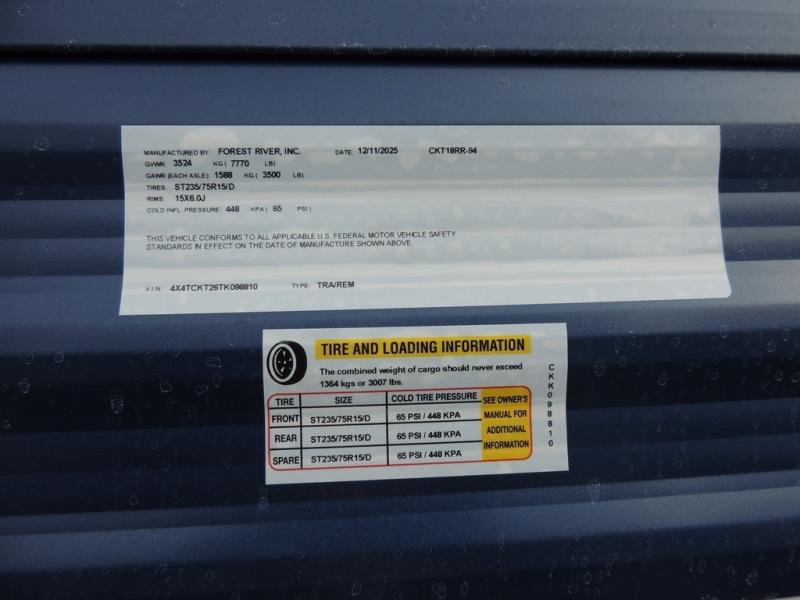 MANUFACTURED BY: FOREST RIVER, INC. DATE: 12/11/2025 CKT18RR-94
GVWR: 3524 KG ( 7770 LB)
GAWR (EACH AXLE): 1588 KG ( 3500 LB)
TIRES: ST235/75R15/D
RIMS: 15X6.0J
COLD INFL. PRESSURE: 448 KPA ( 65 PSI )
THIS VEHICLE CONFORMS TO ALL APPLICABLE U.S. FEDERAL MOTOR VEHICLE SAFETY
STANDARDS IN EFFECT ON THE DATE OF MANUFACTURE SHOWN ABOVE.
V.I.N.: 4X4TCKT26TK098810 TYPE: TRA/REM
TIRE AND LOADING INFORMATION
The combined weight of cargo should never exceed
1364 kgs or 3007 lbs.
TIRE SIZE COLD TIRE PRESSURE
FRONT ST235/75R15/D 65 PSI / 448 KPA
REAR ST235/75R15/D 65 PSI / 448 KPA
SPARE ST235/75R15/D 65 PSI / 448 KPA
SEE OWNER'S
MANUAL FOR
ADDITIONAL
INFORMATION
CKK098810